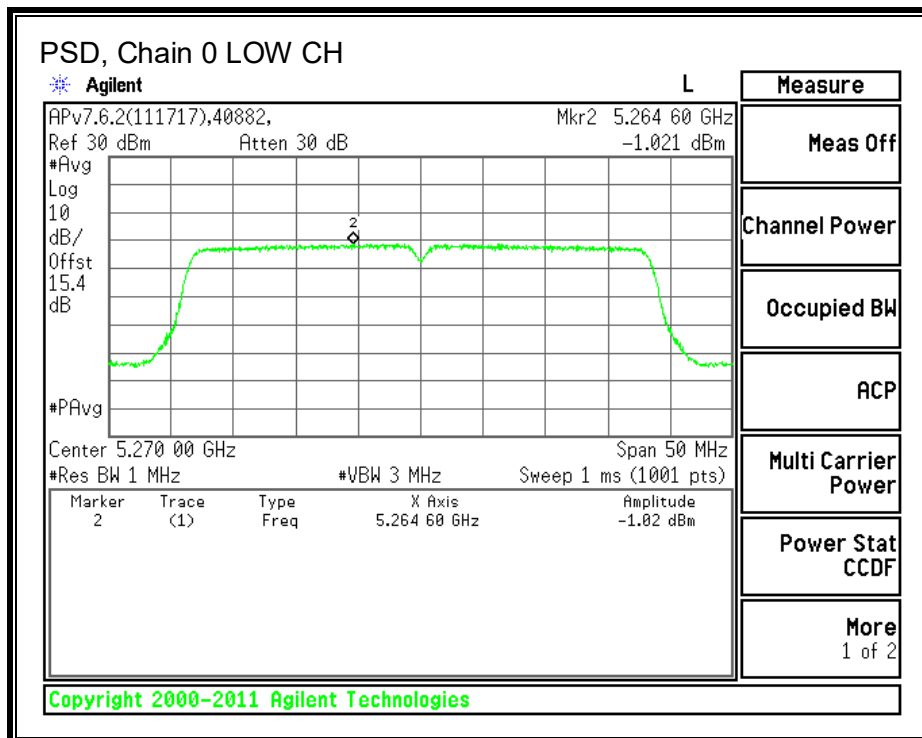 PSD, Chain 0 LOW CH
Agilent L Measure
APv7.6.2(111717),40882, Mkr2 5.264 60 GHz
Ref 30 dBm Atten 30 dB -1.021 dBm
Meas Off
#Avg
Log
10
dB/
Offst
15.4
dB
2
Channel Power
Occupied BW
ACP
#PAvg
Center 5.270 00 GHz Span 50 MHz
#Res BW 1 MHz #VBW 3 MHz Sweep 1 ms (1001 pts)
Multi Carrier
Power
Marker Trace Type X Axis Amplitude
2 (1) Freq 5.264 60 GHz -1.02 dBm
Power Stat
CCDF
More
1 of 2
Copyright 2000-2011 Agilent Technologies